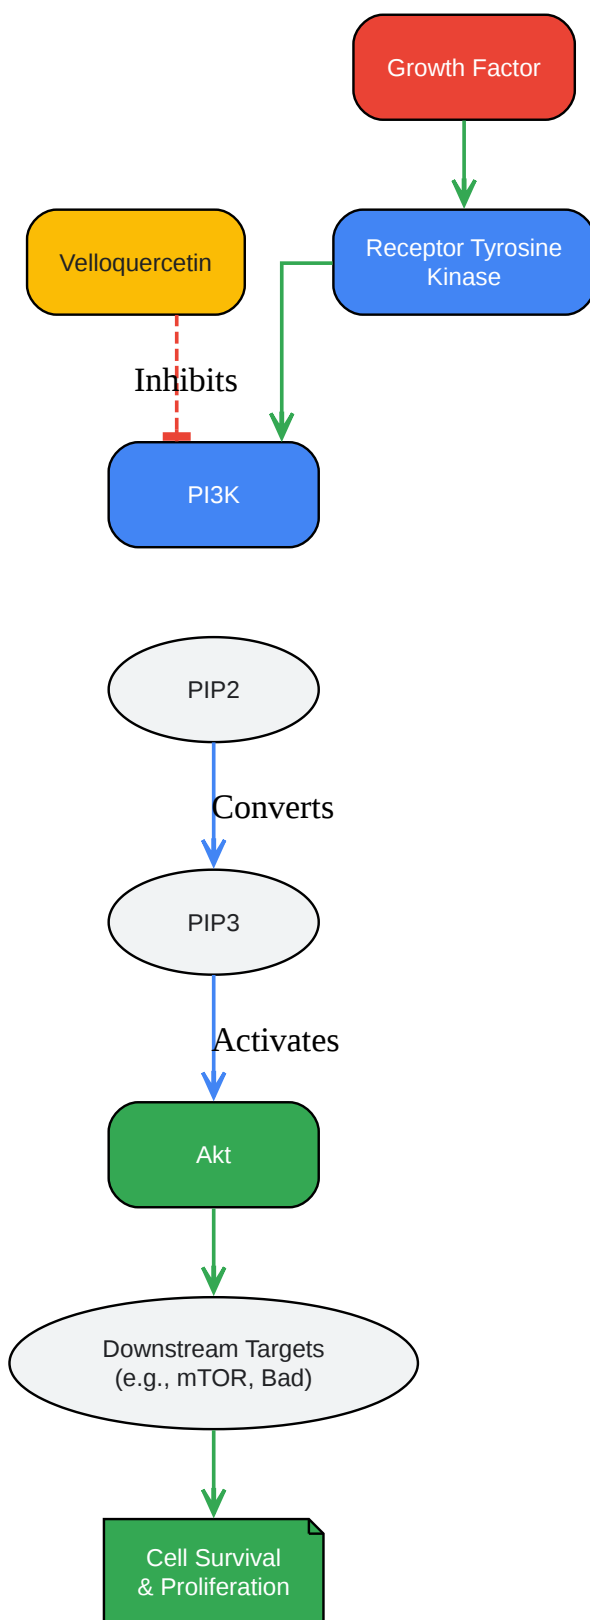 Growth Factor
Velloquercetin
Receptor Tyrosine
Kinase
Inhibits
PI3K
PIP2
Converts
PIP3
Activates
Akt
Downstream Targets
(e.g., mTOR, Bad)
Cell Survival
& Proliferation